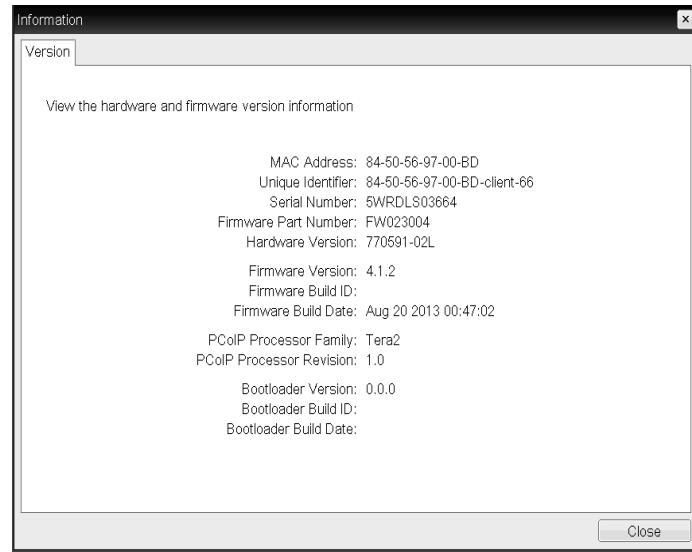 Information
Version
View the hardware and firmware version information
MAC Address: 84-50-56-97-00-BD
Unique Identifier: 84-50-56-97-00-BD-client-66
Serial Number: 5WRDLS03664
Firmware Part Number: FW023004
Hardware Version: 770591-02L
Firmware Version: 4.1.2
Firmware Build ID:
Firmware Build Date: Aug 20 2013 00:47:02
PCoIP Processor Family: Tera2
PCoIP Processor Revision: 1.0
Bootloader Version: 0.0.0
Bootloader Build ID:
Bootloader Build Date:
Close